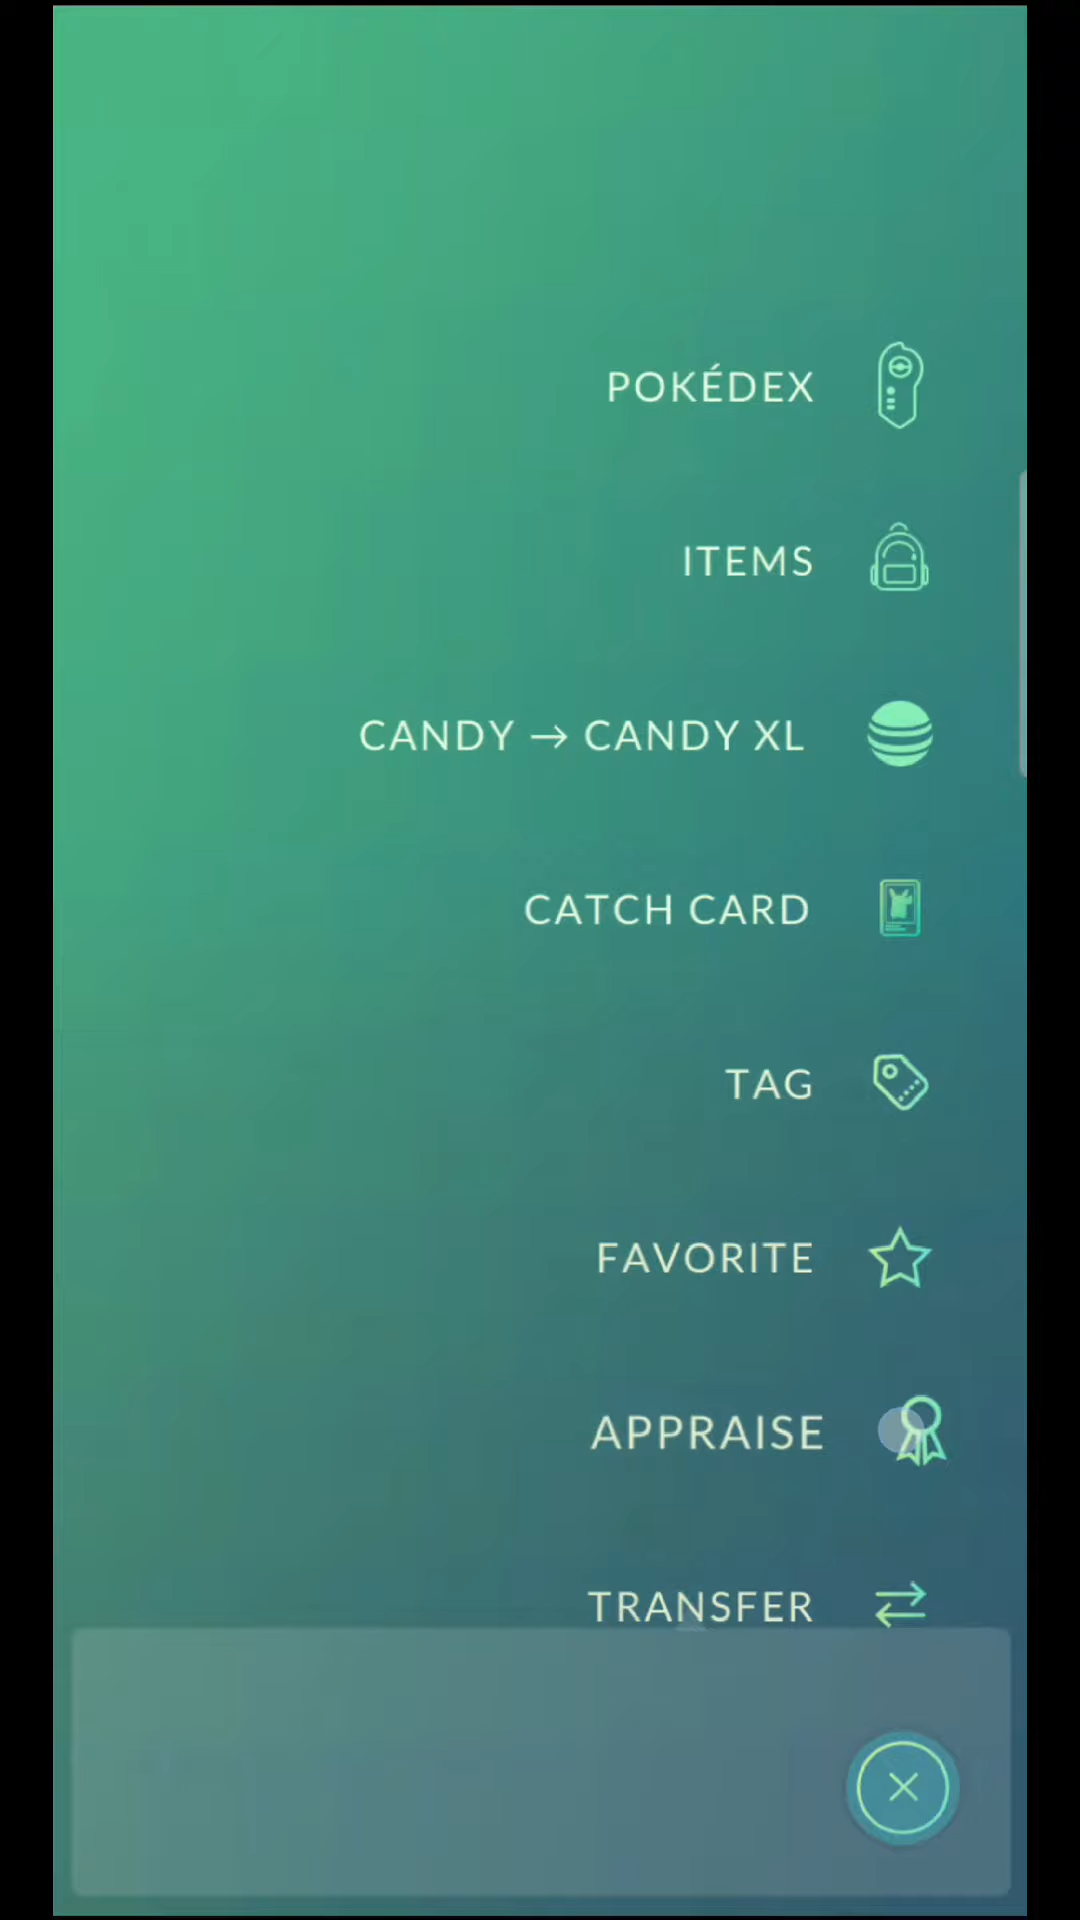 POKÉDEX
ITEMS
CANDY → CANDY XL
CATCH CARD
TAG
FAVORITE
APPRAISE
TRANSFER